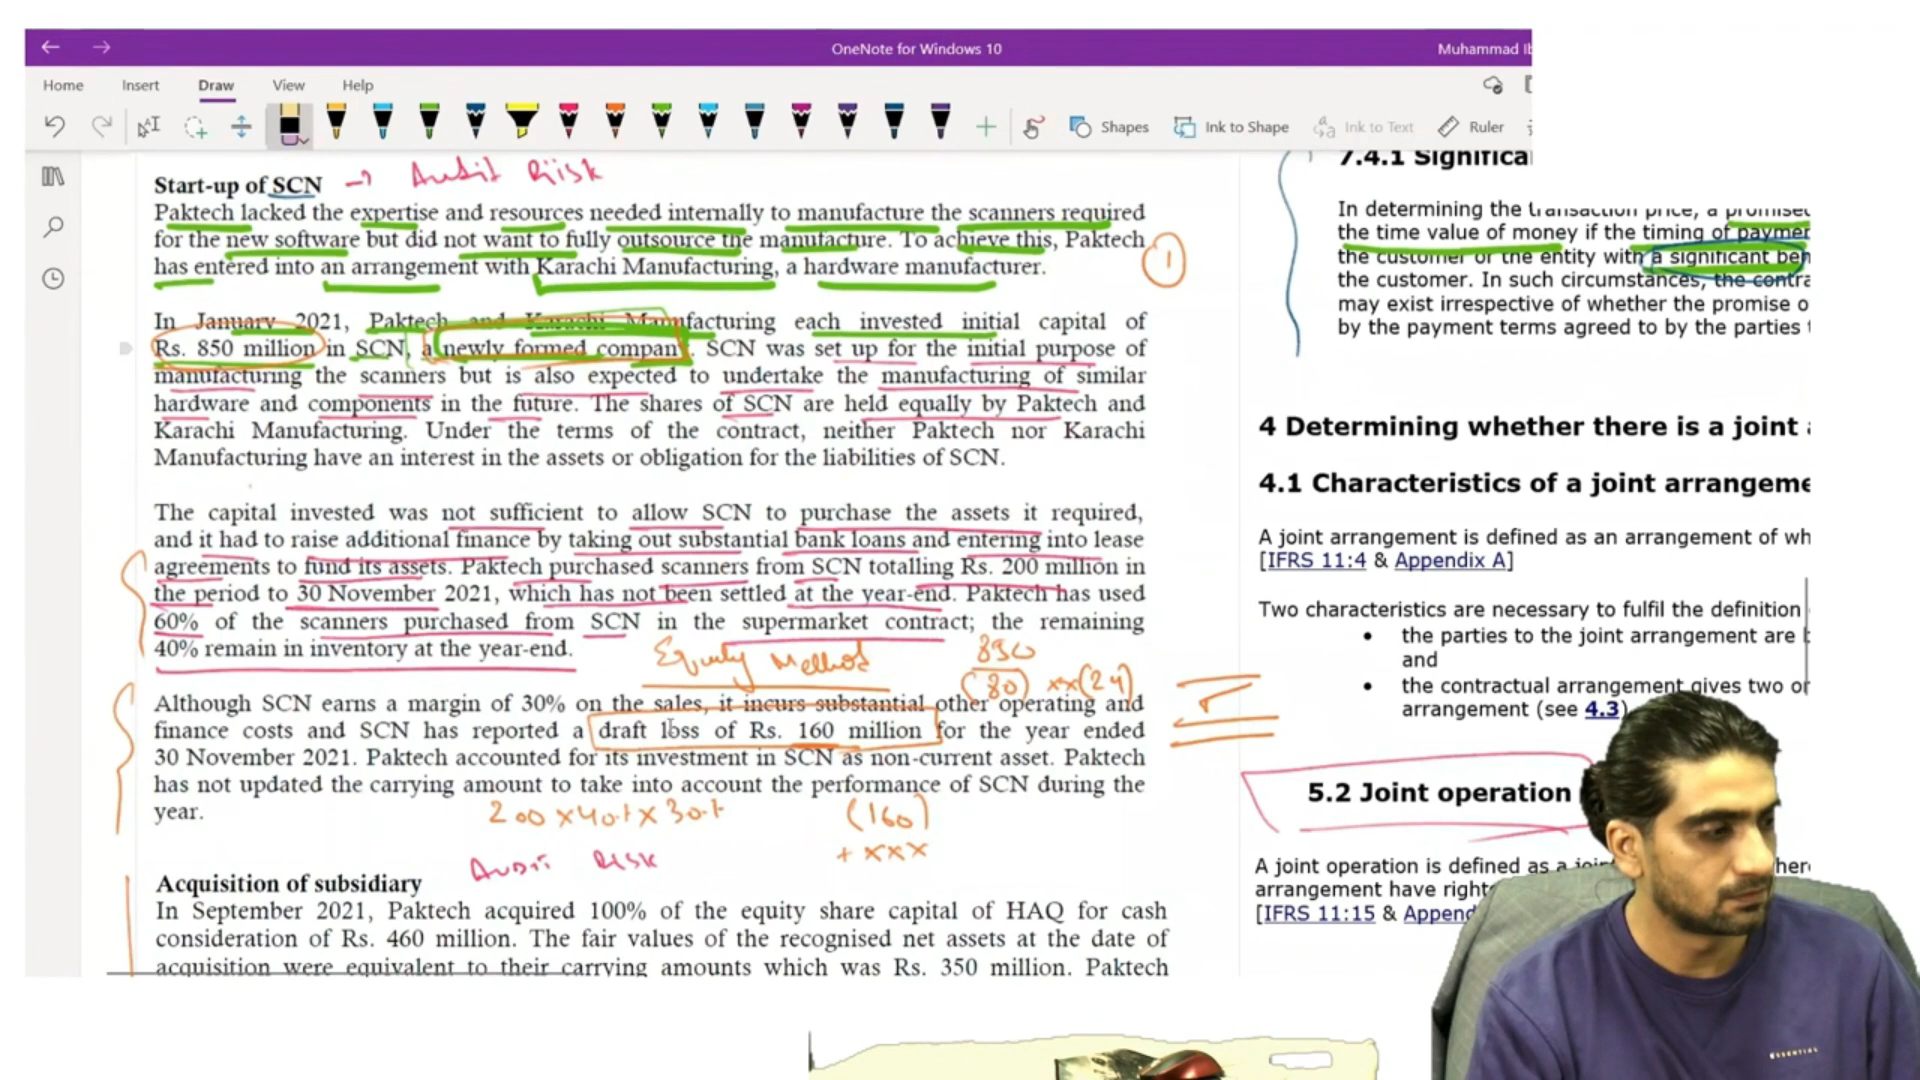 OneNote for Windows 10
Muhammad Ib
Home Insert Draw View Help
Shapes Ink to Shape Ink to Text Ruler
Start-up of SCN → Audit Risk
Paktech lacked the expertise and resources needed internally to manufacture the scanners required
for the new software but did not want to fully outsource the manufacture. To achieve this, Paktech
has entered into an arrangement with Karachi Manufacturing, a hardware manufacturer.
1
In January 2021, Paktech and Karachi Manufacturing each invested initial capital of
Rs. 850 million in SCN, a newly formed compan. SCN was set up for the initial purpose of
manufacturing the scanners but is also expected to undertake the manufacturing of similar
hardware and components in the future. The shares of SCN are held equally by Paktech and
Karachi Manufacturing. Under the terms of the contract, neither Paktech nor Karachi
Manufacturing have an interest in the assets or obligation for the liabilities of SCN.
The capital invested was not sufficient to allow SCN to purchase the assets it required,
and it had to raise additional finance by taking out substantial bank loans and entering into lease
agreements to fund its assets. Paktech purchased scanners from SCN totalling Rs. 200 million in
the period to 30 November 2021, which has not been settled at the year-end. Paktech has used
60% of the scanners purchased from SCN in the supermarket contract; the remaining
40% remain in inventory at the year-end.
Equity Method
850
(80) xx(24)
Although SCN earns a margin of 30% on the sales, it incurs substantial other operating and
finance costs and SCN has reported a draft loss of Rs. 160 million for the year ended
30 November 2021. Paktech accounted for its investment in SCN as non-current asset. Paktech
has not updated the carrying amount to take into account the performance of SCN during the
year.
200 x 40% x 30%
(160)
+ xxx
Audit Risk
Acquisition of subsidiary
In September 2021, Paktech acquired 100% of the equity share capital of HAQ for cash
consideration of Rs. 460 million. The fair values of the recognised net assets at the date of
acquisition were equivalent to their carrying amounts which was Rs. 350 million. Paktech
7.4.1 Significa
In determining the transaction price, a promised
the time value of money if the timing of paymer
the customer or the entity with a significant ben
the customer. In such circumstances, the contra
may exist irrespective of whether the promise o
by the payment terms agreed to by the parties
4 Determining whether there is a joint
4.1 Characteristics of a joint arrangeme
A joint arrangement is defined as an arrangement of wh
[IFRS 11:4 & Appendix A]
Two characteristics are necessary to fulfil the definition
• the parties to the joint arrangement are
and
• the contractual arrangement gives two or
arrangement (see 4.3)
5.2 Joint operation
A joint operation is defined as a join
arrangement have right
[IFRS 11:15 & Append
ESSENTIAL